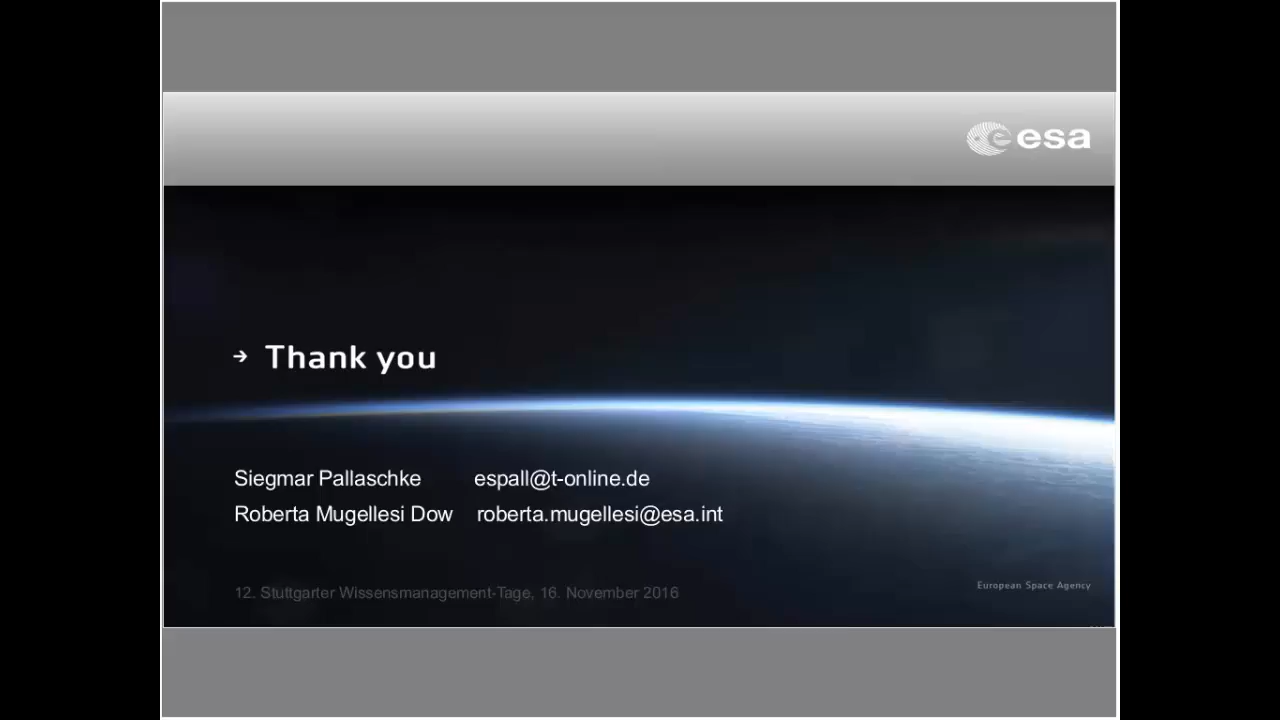 esa
→ Thank you
Siegmar Pallaschke espall@t-online.de
Roberta Mugellesi Dow roberta.mugellesi@esa.int
12. Stuttgarter Wissensmanagement-Tage, 16. November 2016
European Space Agency